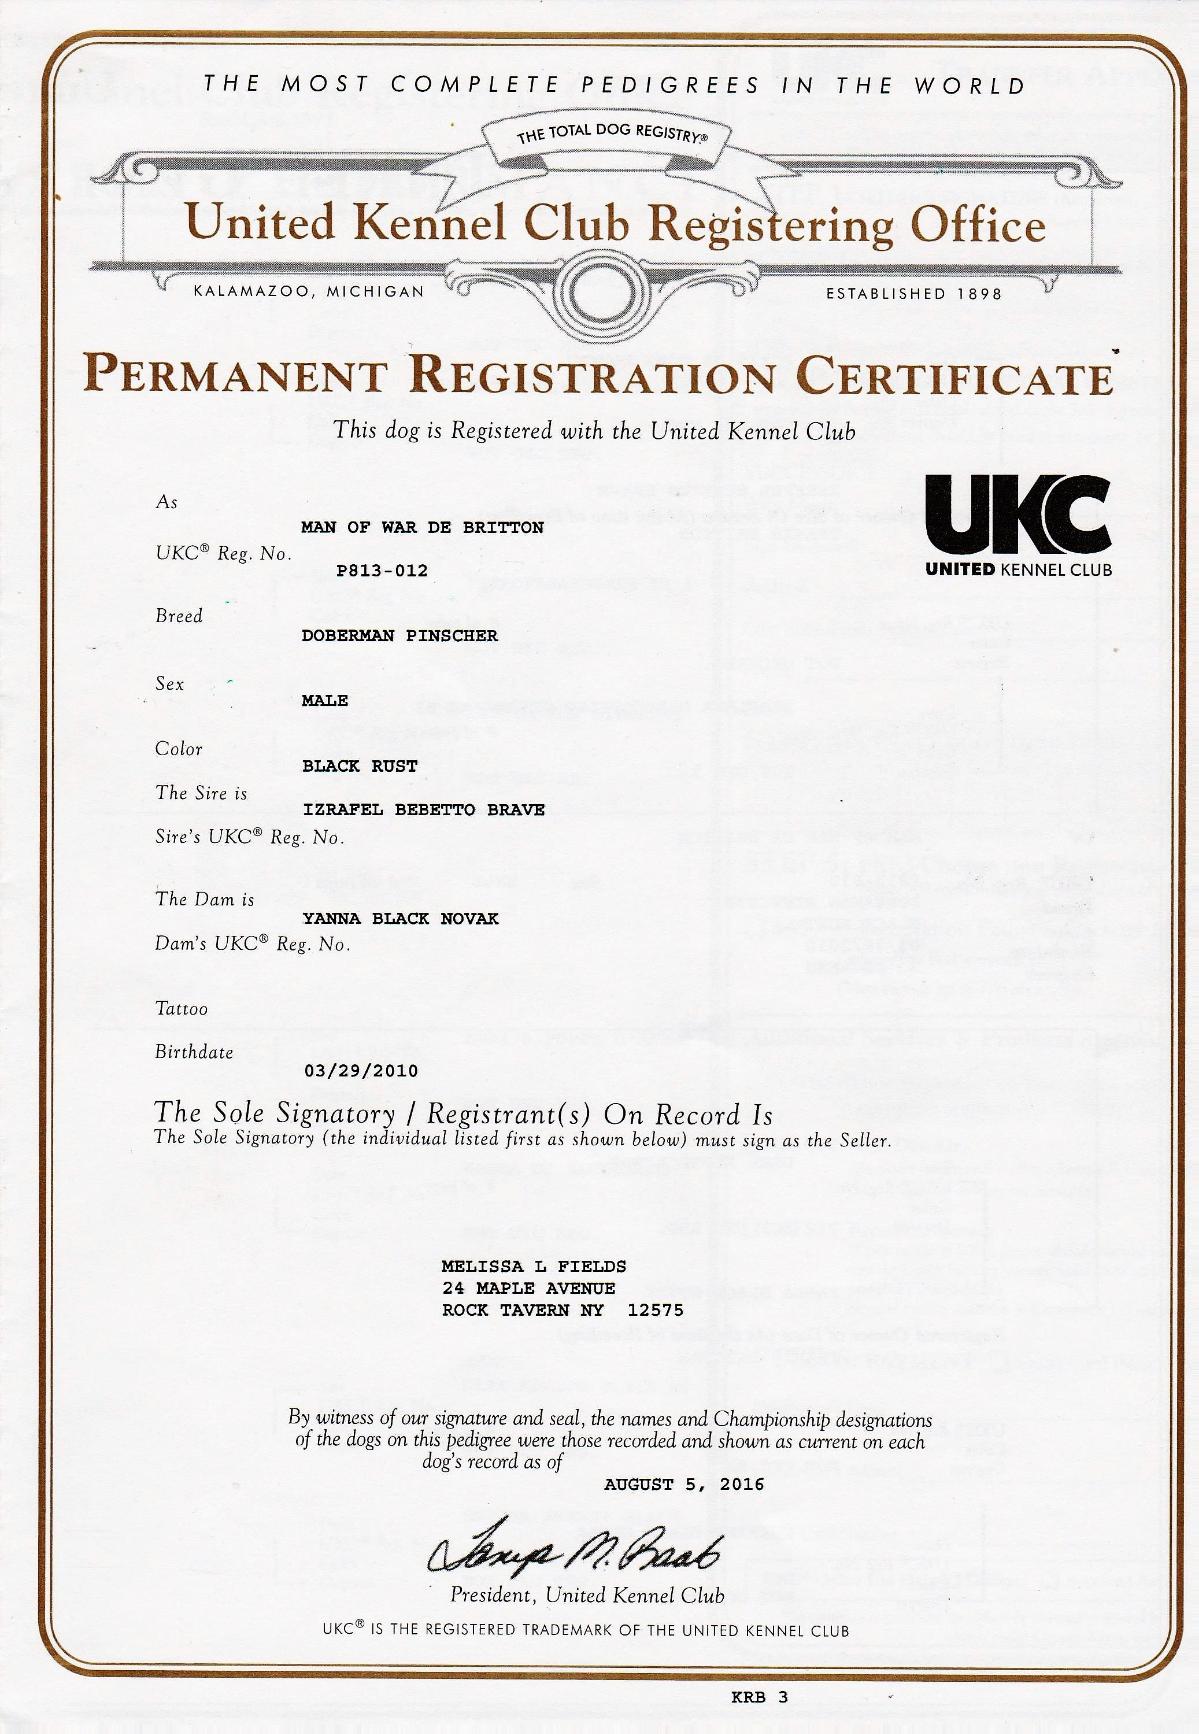 THE MOST COMPLETE PEDIGREES IN THE WORLD
THE TOTAL DOG REGISTRY®
United Kennel Club Registering Office
KALAMAZOO, MICHIGAN
ESTABLISHED 1898
PERMANENT REGISTRATION CERTIFICATE
This dog is Registered with the United Kennel Club
UKC
UNITED KENNEL CLUB
As
MAN OF WAR DE BRITTON
UKC® Reg. No.
P813-012
Breed
DOBERMAN PINSCHER
Sex
MALE
Color
BLACK RUST
The Sire is
IZRAFEL BEBETTO BRAVE
Sire's UKC® Reg. No.
The Dam is
YANNA BLACK NOVAK
Dam's UKC® Reg. No.
Tattoo
Birthdate
03/29/2010
The Sole Signatory / Registrant(s) On Record Is
The Sole Signatory (the individual listed first as shown below) must sign as the Seller.
MELISSA L FIELDS
24 MAPLE AVENUE
ROCK TAVERN NY 12575
By witness of our signature and seal, the names and Championship designations
of the dogs on this pedigree were those recorded and shown as current on each
dog's record as of
AUGUST 5, 2016
Tanya M. Raab
President, United Kennel Club
UKC® IS THE REGISTERED TRADEMARK OF THE UNITED KENNEL CLUB
KRB 3